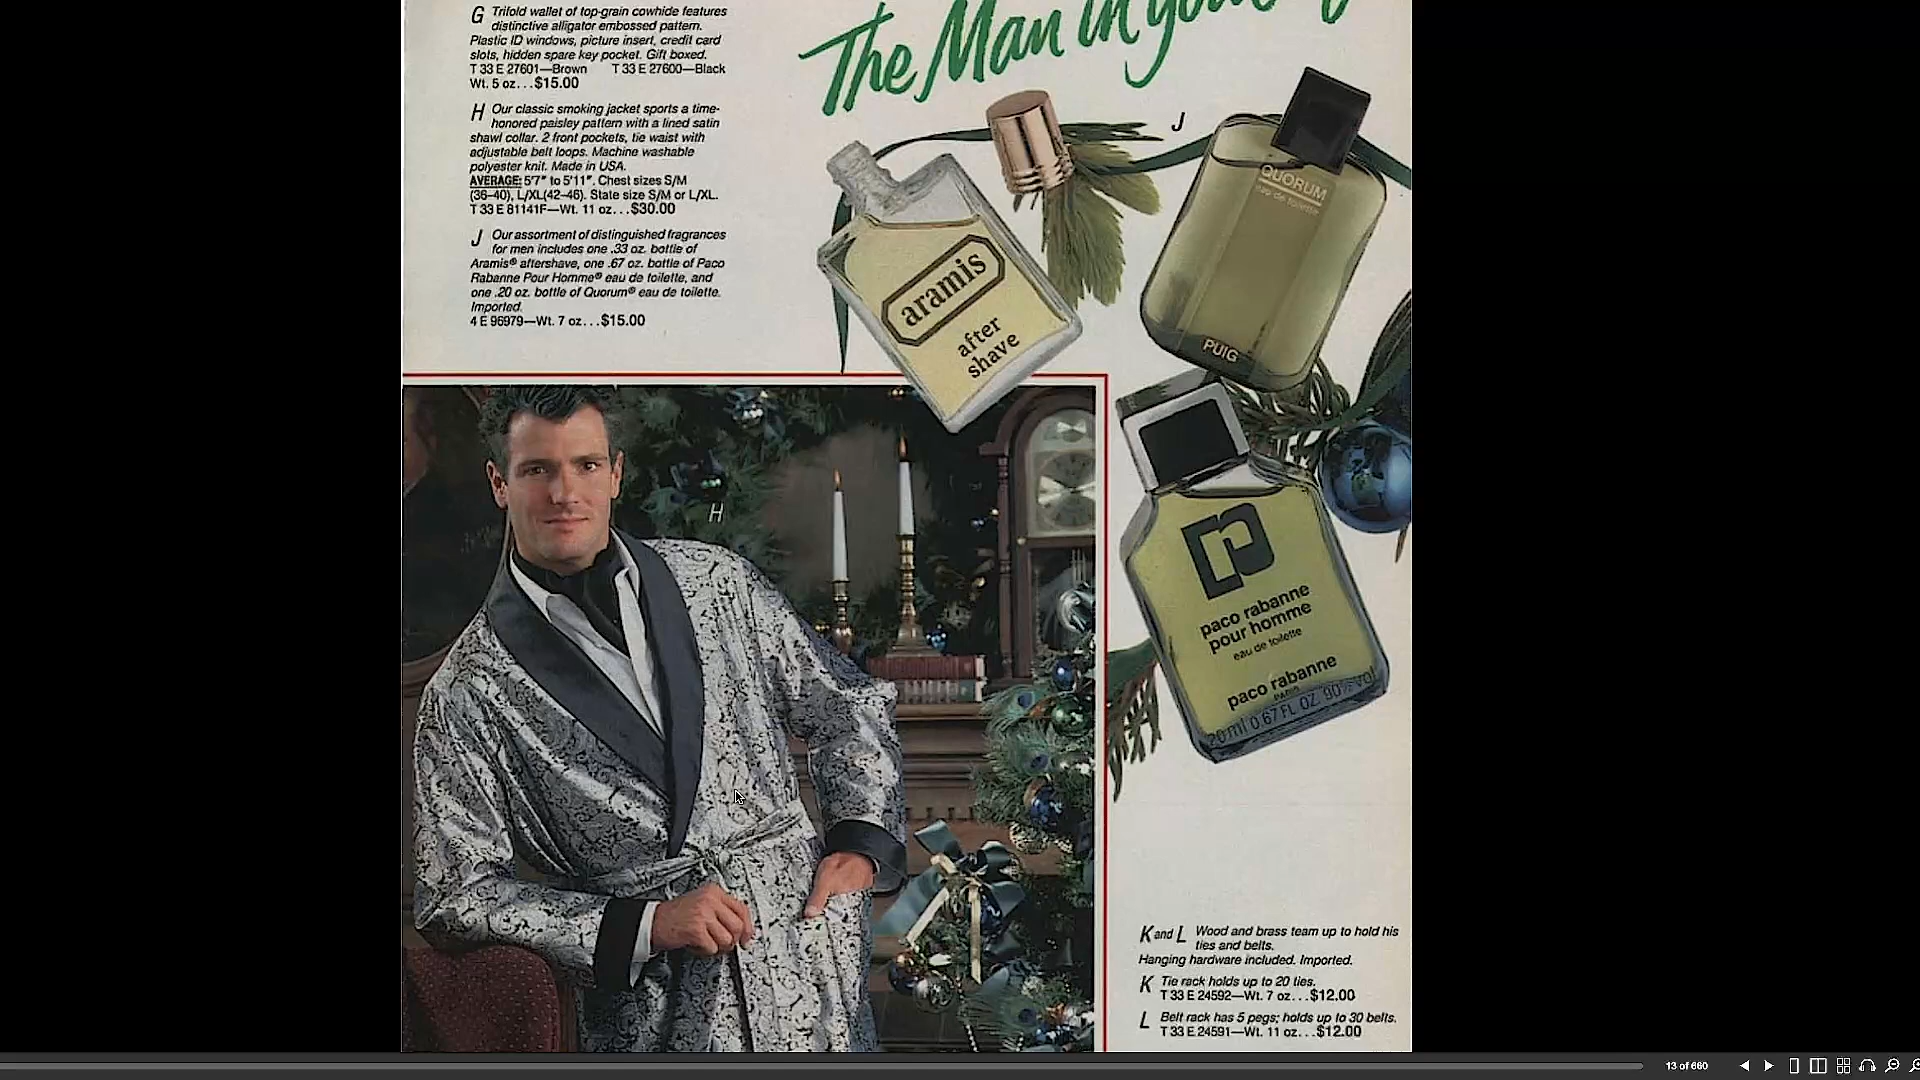 The Man in your
G Trifold wallet of top-grain cowhide features
distinctive alligator embossed pattern.
Plastic ID windows, picture insert, credit card
slots, hidden spare key pocket. Gift boxed.
T 33 E 27601—Brown T 33 E 27600—Black
Wt. 5 oz...$15.00
H Our classic smoking jacket sports a time-
honored paisley pattern with a lined satin
shawl collar. 2 front pockets, tie waist with
adjustable belt loops. Machine washable
polyester knit. Made in USA.
AVERAGE: 5'7" to 5'11". Chest sizes S/M
(36–40), L/XL(42–46). State size S/M or L/XL.
T 33 E 81141F—Wt. 11 oz...$30.00
J Our assortment of distinguished fragrances
for men includes one .33 oz. bottle of
Aramis® aftershave, one .67 oz. bottle of Paco
Rabanne Pour Homme® eau de toilette, and
one .20 oz. bottle of Quorum® eau de toilette.
Imported.
4 E 96979—Wt. 7 oz...$15.00
J
QUORUM
eau de toilette
PUIG
aramis
after
shave
H
paco rabanne
pour homme
eau de toilette
paco rabanne
PARIS
20 ml 0.67 FL. OZ. 90% vol
K and L Wood and brass team up to hold his
ties and belts.
Hanging hardware included. Imported.
K Tie rack holds up to 20 ties.
T 33 E 24592—Wt. 7 oz...$12.00
L Belt rack has 5 pegs; holds up to 30 belts.
T 33 E 24591—Wt. 11 oz...$12.00
13 of 660